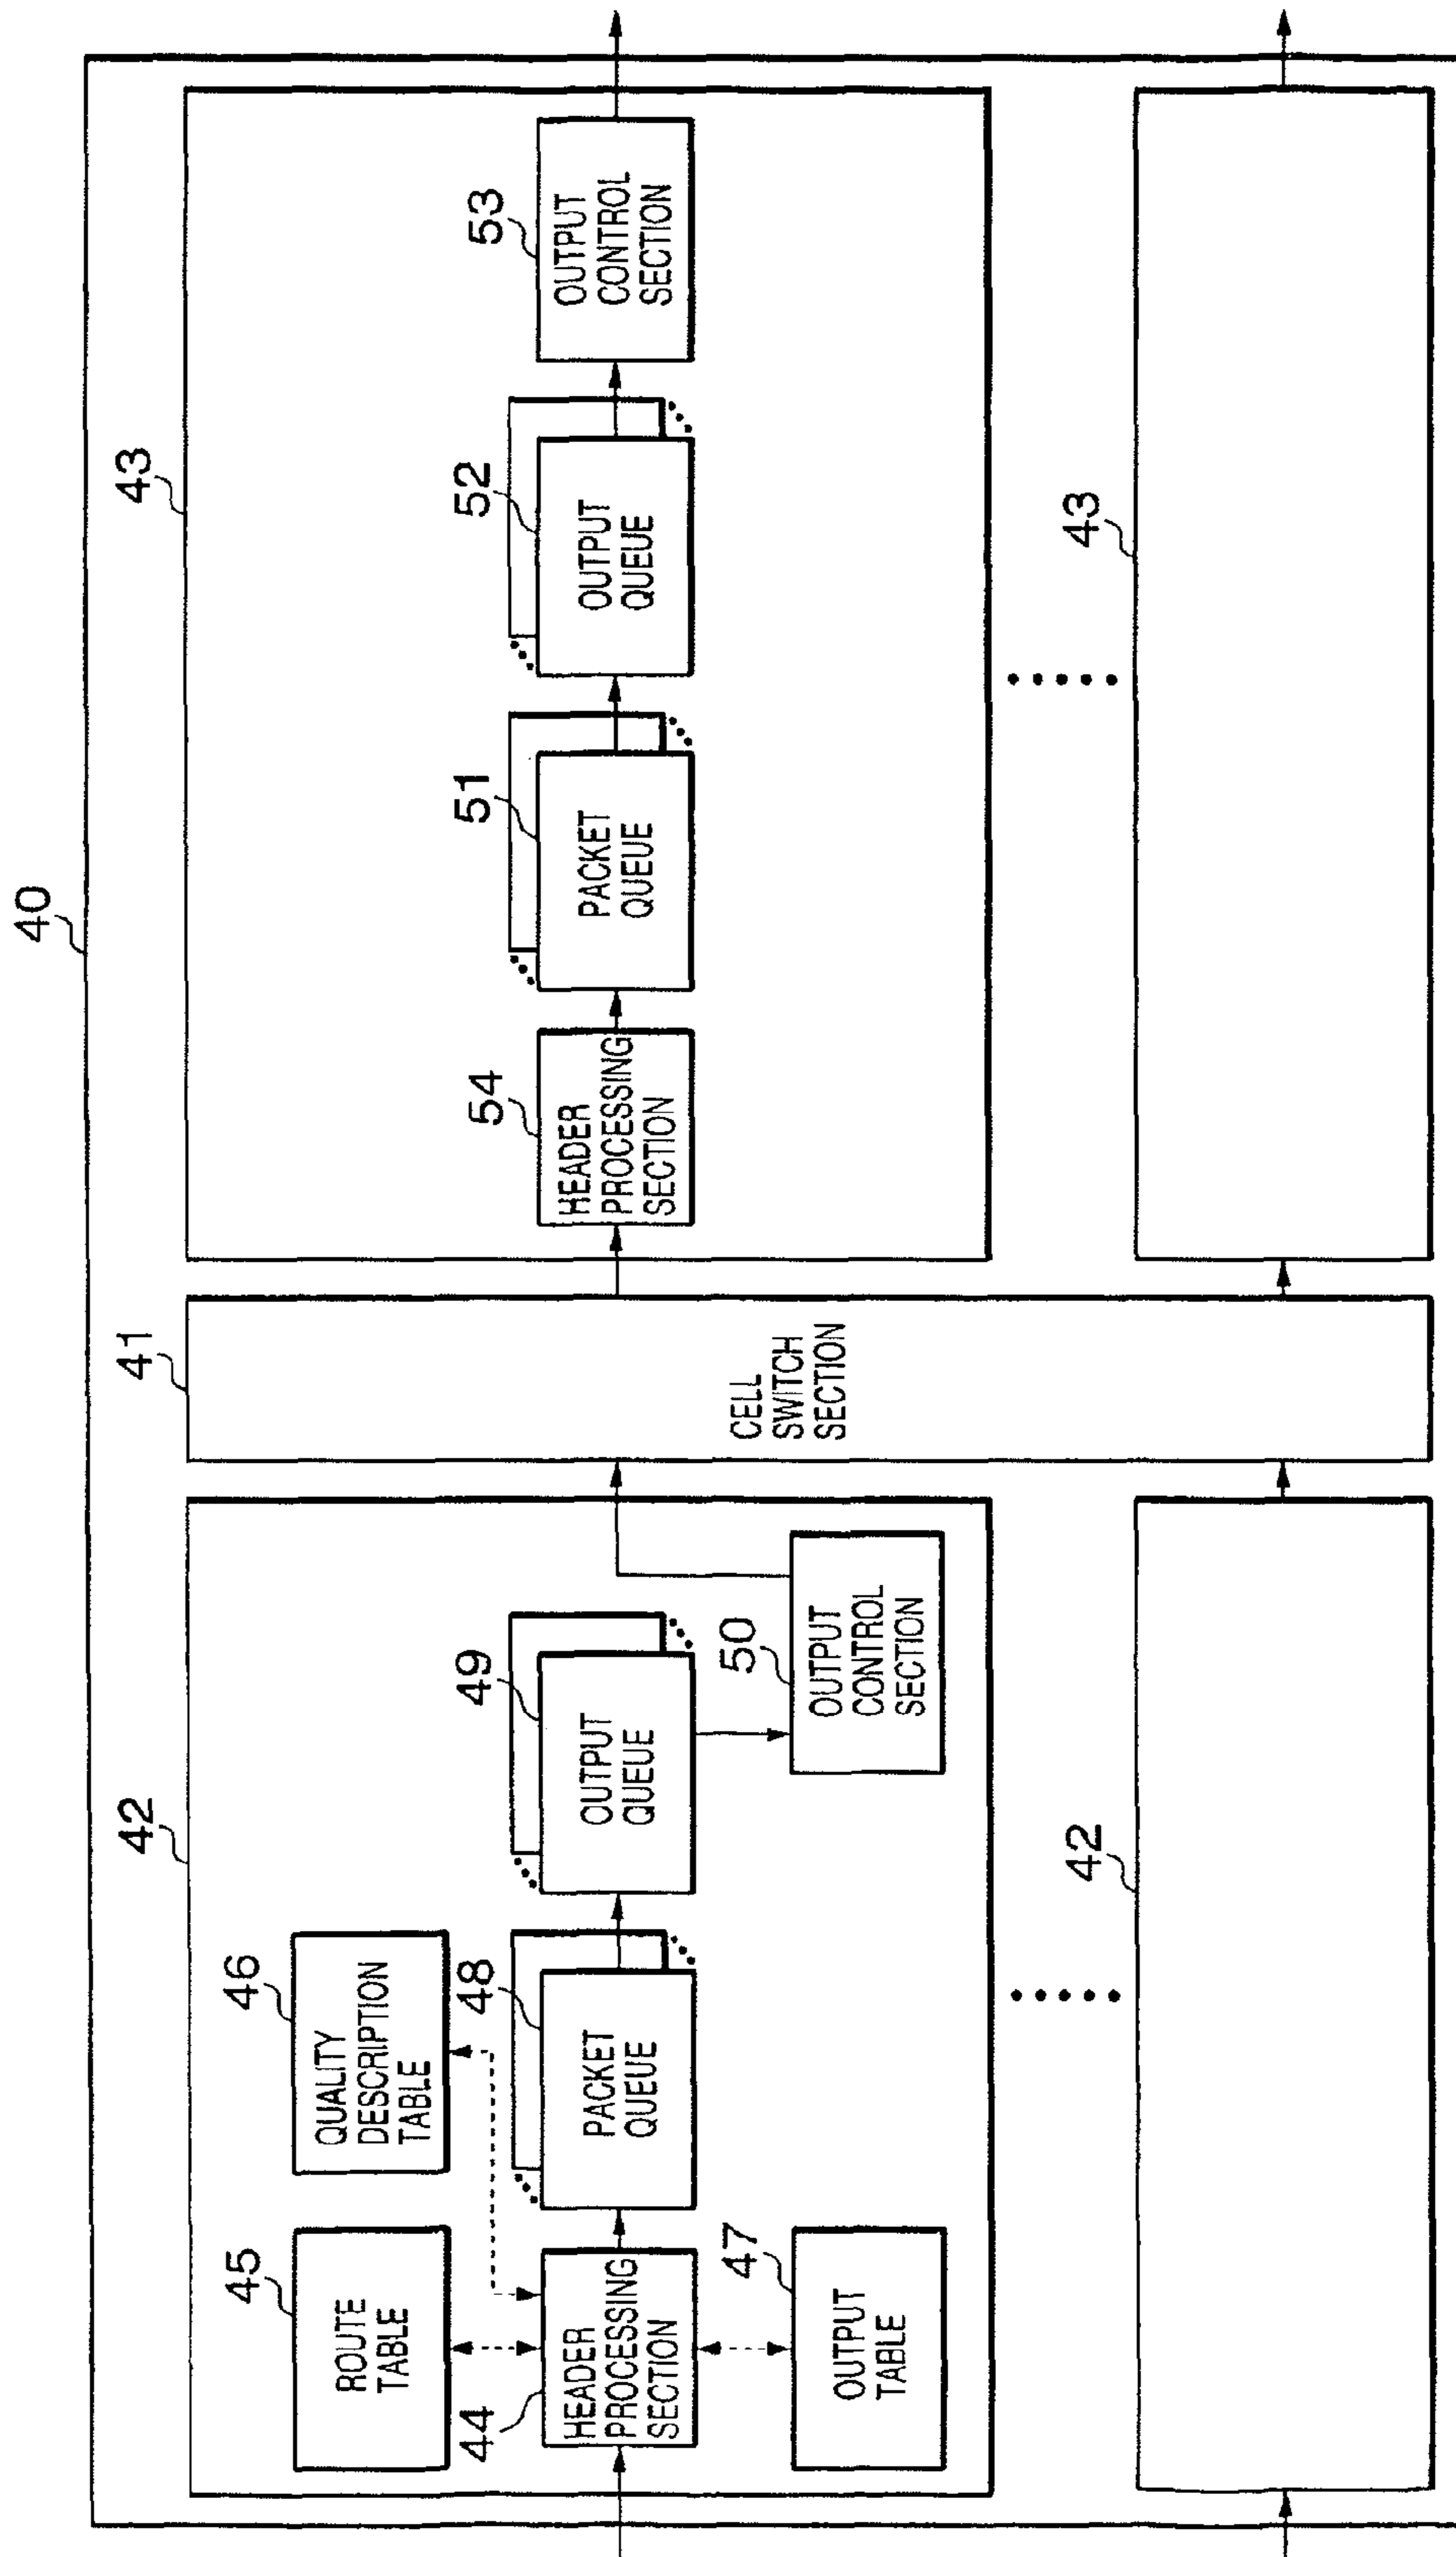 40
42
41
43
45
ROUTE
TABLE
46
QUALITY
DESCRIPTION
TABLE
44
HEADER
PROCESSING
SECTION
48
PACKET
QUEUE
49
OUTPUT
QUEUE
47
OUTPUT
TABLE
50
OUTPUT
CONTROL
SECTION
CELL
SWITCH
SECTION
54
HEADER
PROCESSING
SECTION
51
PACKET
QUEUE
52
OUTPUT
QUEUE
53
OUTPUT
CONTROL
SECTION
42
43